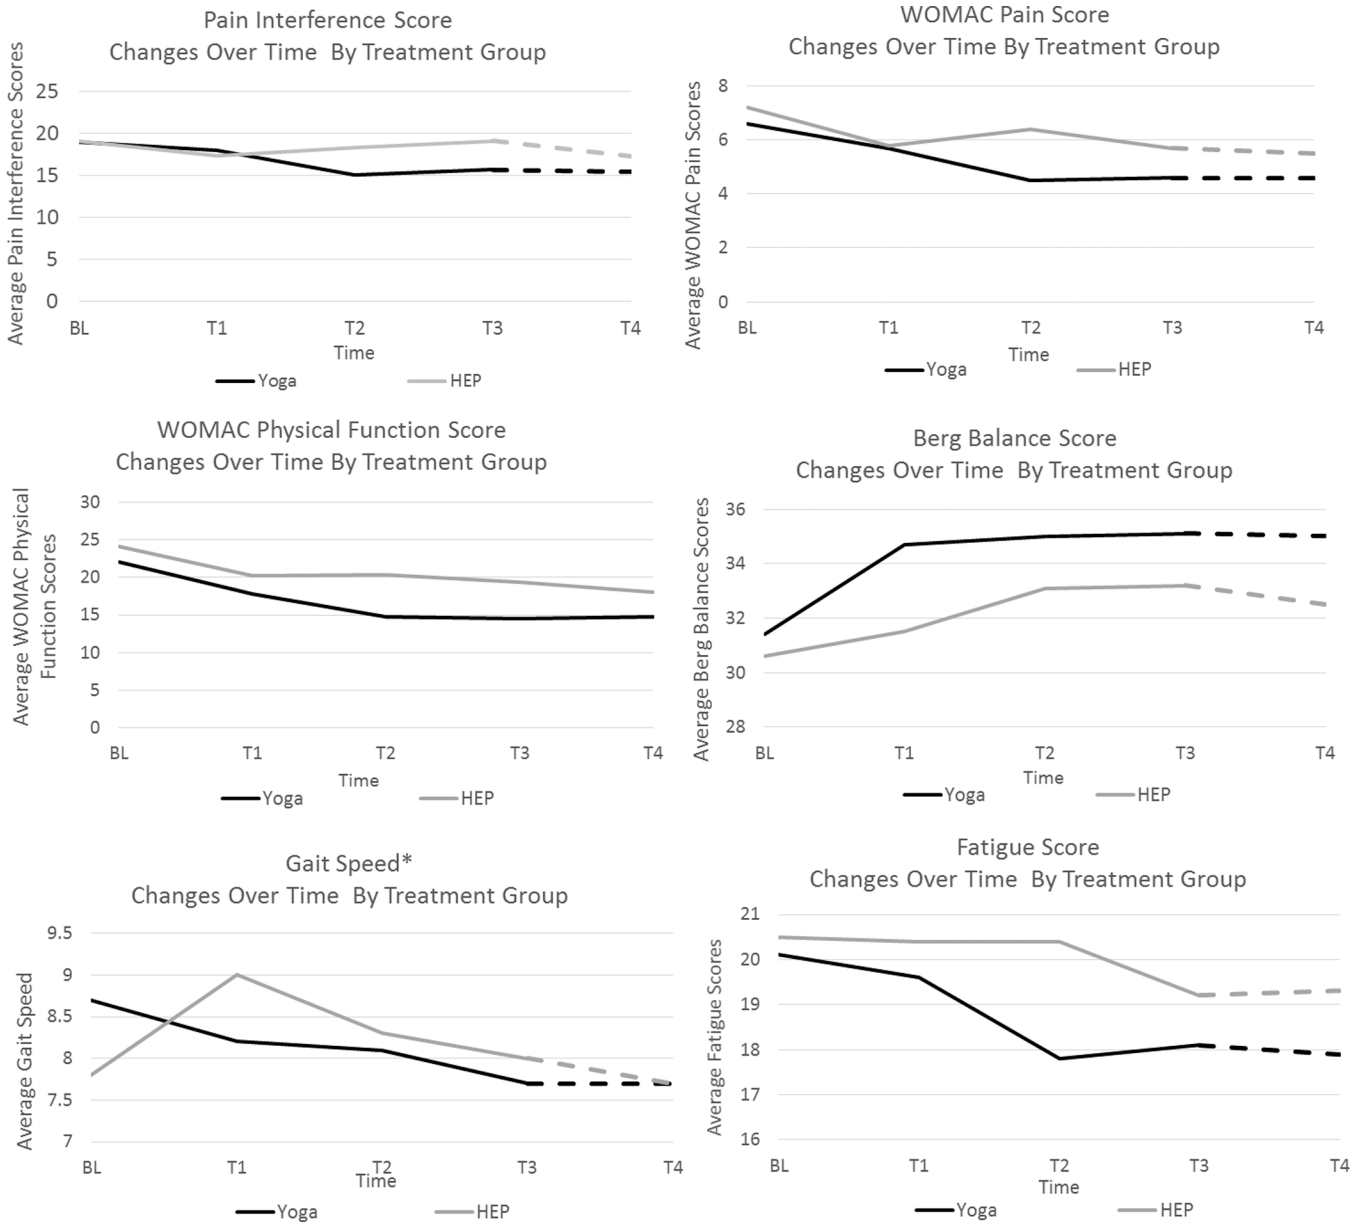 Pain Interference Score
Changes Over Time By Treatment Group
Average Pain Interference Scores
25
20
15
10
5
0
BL T1 T2 T3 T4
Time
Yoga HEP
WOMAC Pain Score
Changes Over Time By Treatment Group
Average WOMAC Pain Scores
8
6
4
2
0
BL T1 T2 T3 T4
Time
Yoga HEP
WOMAC Physical Function Score
Changes Over Time By Treatment Group
Average WOMAC Physical
Function Scores
30
25
20
15
10
5
0
BL T1 T2 T3 T4
Time
Yoga HEP
Berg Balance Score
Changes Over Time By Treatment Group
Average Berg Balance Scores
36
34
32
30
28
BL T1 T2 T3 T4
Time
Yoga HEP
Gait Speed*
Changes Over Time By Treatment Group
Average Gait Speed
9.5
9
8.5
8
7.5
7
BL T1 T2 T3 T4
Time
Yoga HEP
Fatigue Score
Changes Over Time By Treatment Group
Average Fatigue Scores
21
20
19
18
17
16
BL T1 T2 T3 T4
Time
Yoga HEP